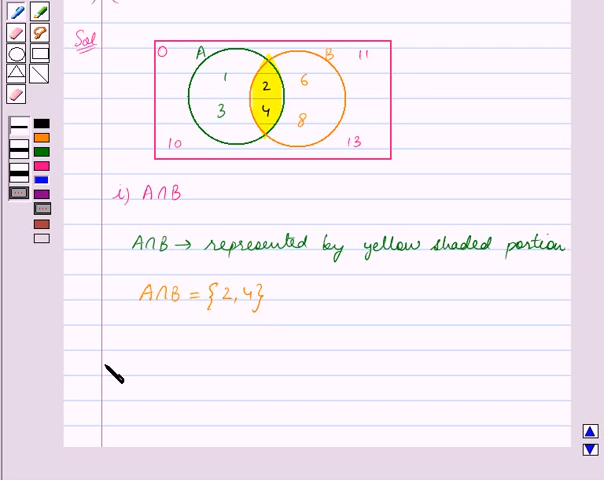 Sol
0 A B 11
1 2 6
3 4 8
10 13
i) A∩B
A∩B → represented by yellow shaded portion
A∩B = {2, 4}